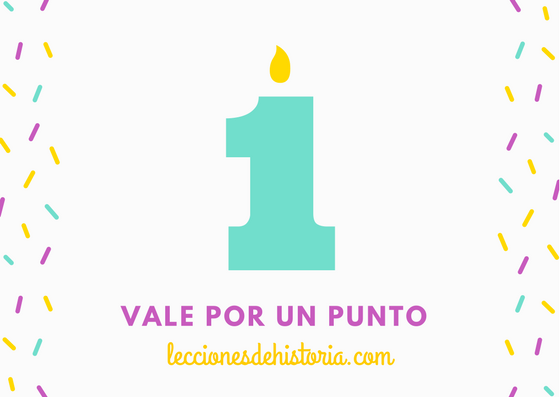 1
VALE POR UN PUNTO
leccionesdehistoria.com